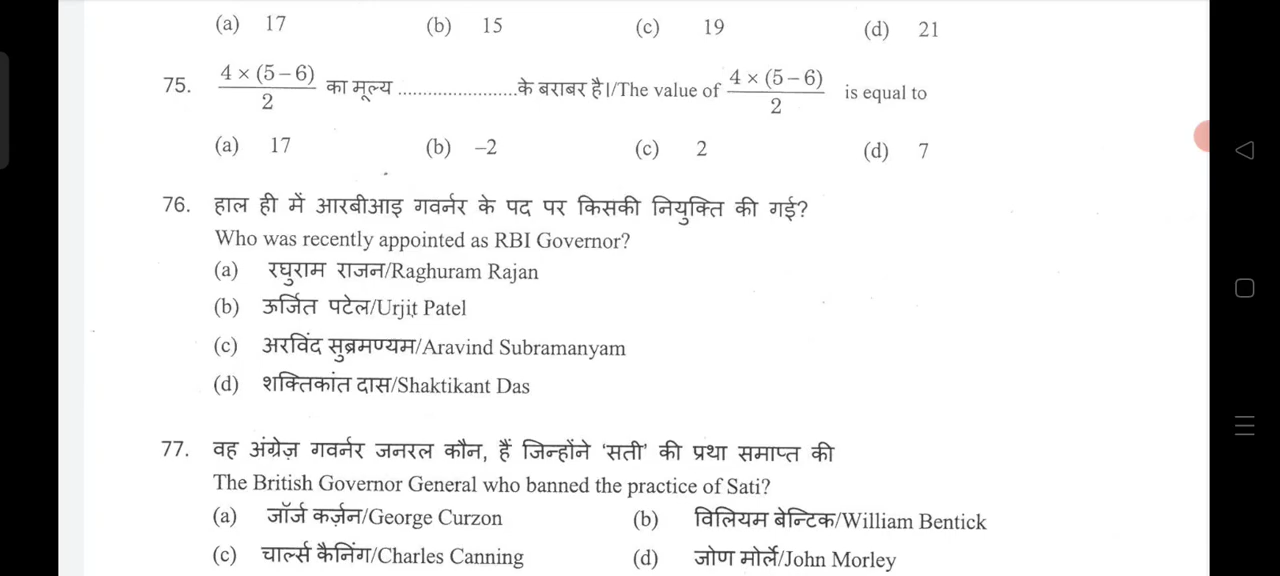 (a) 17 (b) 15 (c) 19 (d) 21
75. 4 × (5 – 6) / 2 का मूल्य ........................के बराबर है।/The value of 4 × (5 – 6) / 2 is equal to
(a) 17 (b) –2 (c) 2 (d) 7
76. हाल ही में आरबीआइ गवर्नर के पद पर किसकी नियुक्ति की गई?
Who was recently appointed as RBI Governor?
(a) रघुराम राजन/Raghuram Rajan
(b) ऊर्जित पटेल/Urjit Patel
(c) अरविंद सुब्रमण्यम/Aravind Subramanyam
(d) शक्तिकांत दास/Shaktikant Das
77. वह अंग्रेज़ गवर्नर जनरल कौन, हैं जिन्होंने ‘सती’ की प्रथा समाप्त की
The British Governor General who banned the practice of Sati?
(a) जॉर्ज कर्ज़न/George Curzon (b) विलियम बेन्टिक/William Bentick
(c) चार्ल्स कैनिंग/Charles Canning (d) जोण मोर्ले/John Morley